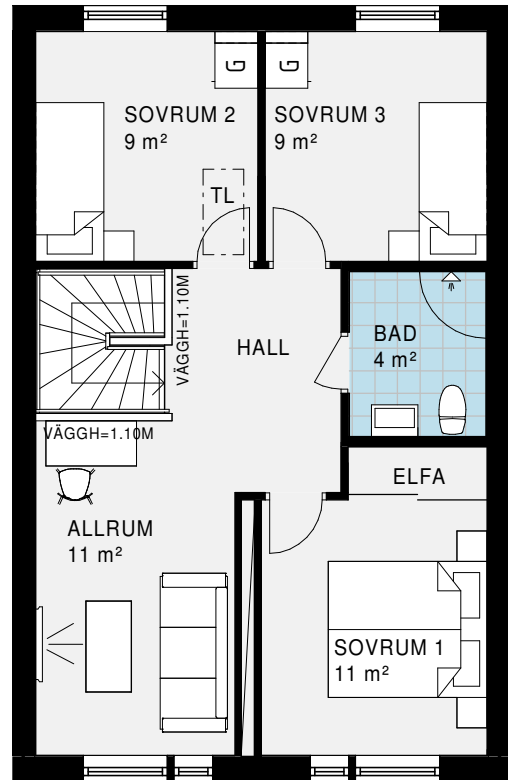 G
G
SOVRUM 2
9 m²
SOVRUM 3
9 m²
TL
VÄGGH=1.10M
HALL
BAD
4 m²
VÄGGH=1.10M
ELFA
ALLRUM
11 m²
SOVRUM 1
11 m²